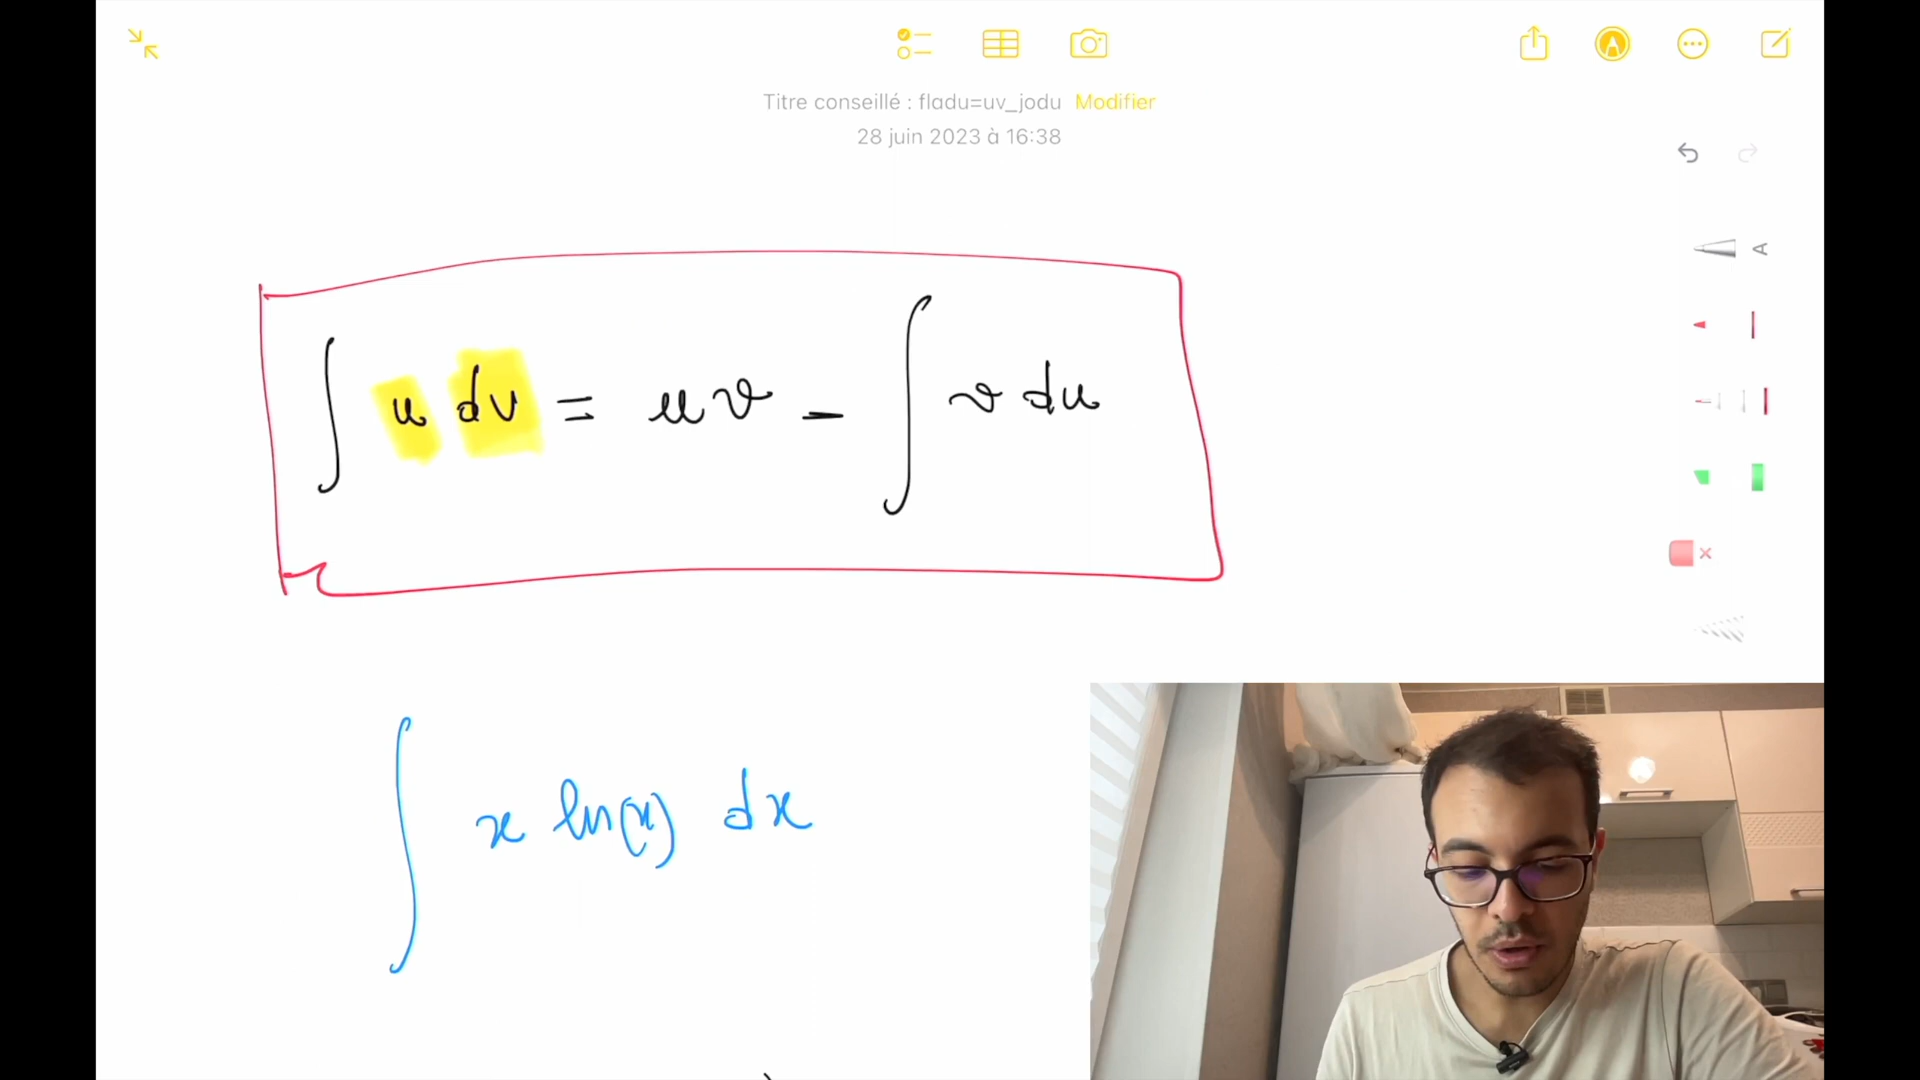 Titre conseillé : fladu=uv_jodu Modifier
28 juin 2023 à 16:38
A
∫ u dv = uv - ∫ v du
∫ x ln(x) dx